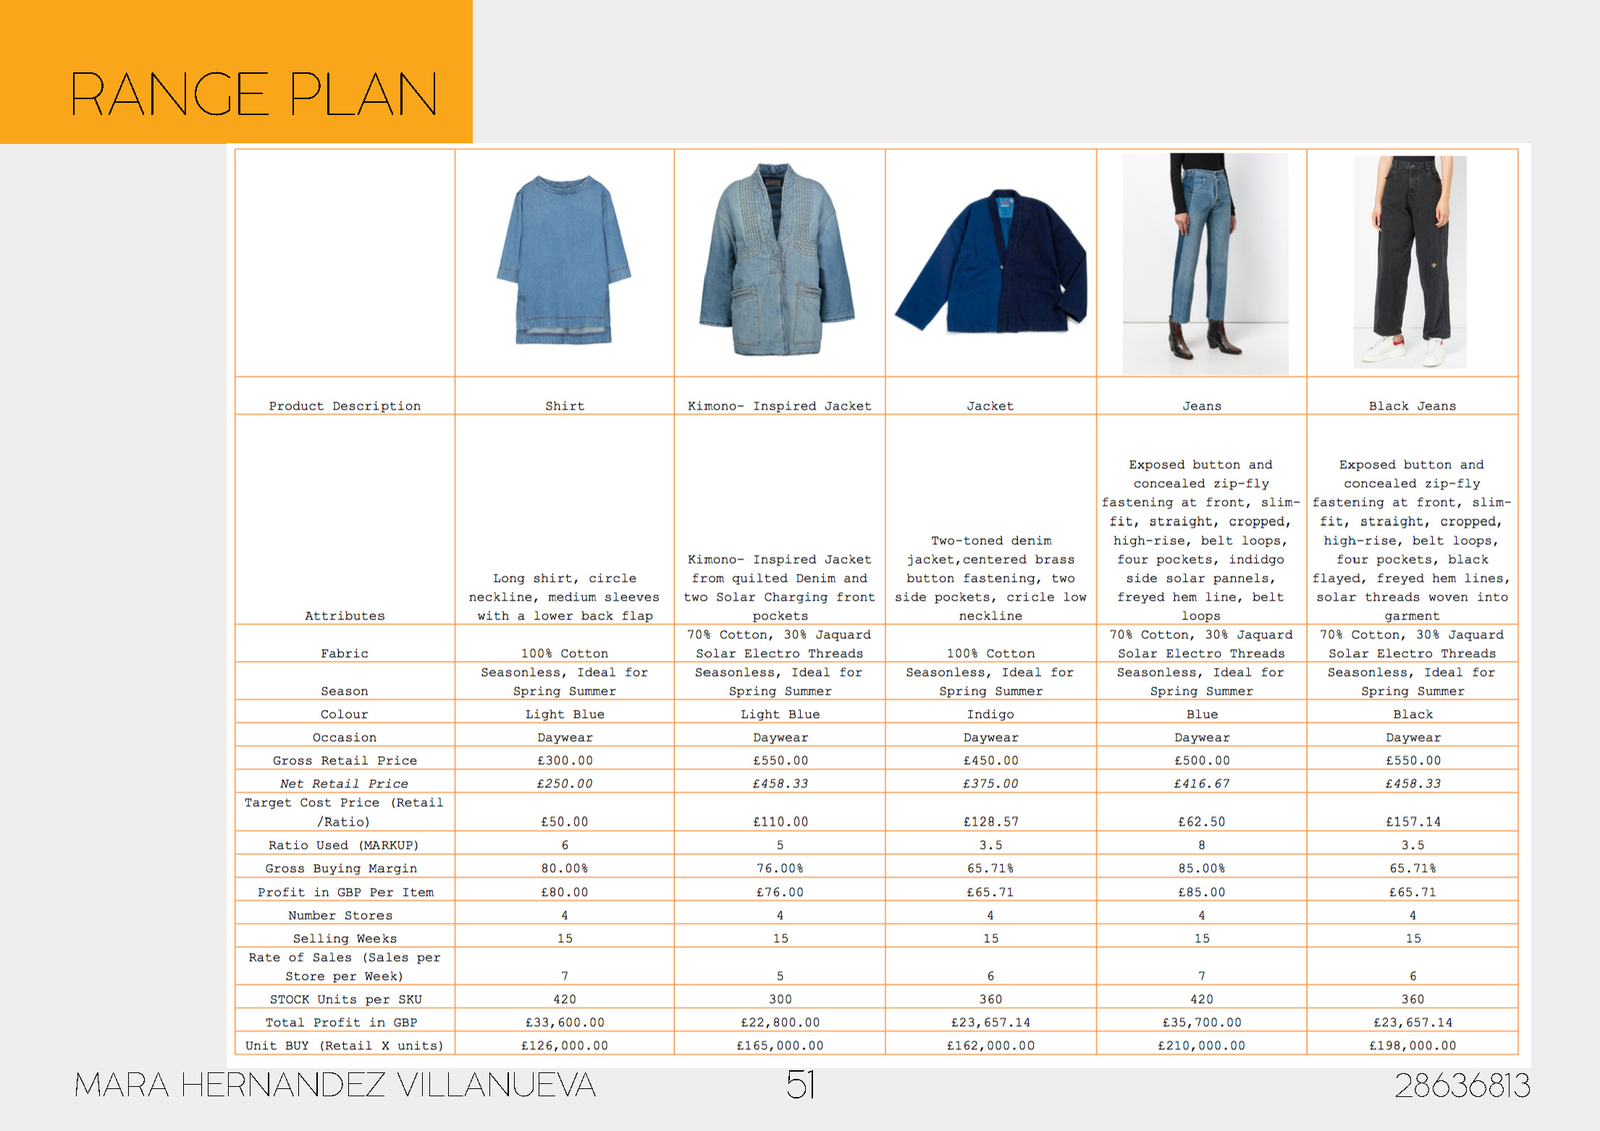 RANGE PLAN
Product Description Shirt Kimono- Inspired Jacket Jacket Jeans Black Jeans
Attributes
Long shirt, circle
neckline, medium sleeves
with a lower back flap
Kimono- Inspired Jacket
from quilted Denim and
two Solar Charging front
pockets
Two-toned denim
jacket,centered brass
button fastening, two
side pockets, cricle low
neckline
Exposed button and
concealed zip-fly
fastening at front, slim-
fit, straight, cropped,
high-rise, belt loops,
four pockets, indidgo
side solar pannels,
freyed hem line, belt
loops
Exposed button and
concealed zip-fly
fastening at front, slim-
fit, straight, cropped,
high-rise, belt loops,
four pockets, black
flayed, freyed hem lines,
solar threads woven into
garment
Fabric
100% Cotton
70% Cotton, 30% Jaquard
Solar Electro Threads
100% Cotton
70% Cotton, 30% Jaquard
Solar Electro Threads
70% Cotton, 30% Jaquard
Solar Electro Threads
Season
Seasonless, Ideal for
Spring Summer
Seasonless, Ideal for
Spring Summer
Seasonless, Ideal for
Spring Summer
Seasonless, Ideal for
Spring Summer
Seasonless, Ideal for
Spring Summer
Colour Light Blue Light Blue Indigo Blue Black
Occasion Daywear Daywear Daywear Daywear Daywear
Gross Retail Price £300.00 £550.00 £450.00 £500.00 £550.00
Net Retail Price £250.00 £458.33 £375.00 £416.67 £458.33
Target Cost Price (Retail
/Ratio) £50.00 £110.00 £128.57 £62.50 £157.14
Ratio Used (MARKUP) 6 5 3.5 8 3.5
Gross Buying Margin 80.00% 76.00% 65.71% 85.00% 65.71%
Profit in GBP Per Item £80.00 £76.00 £65.71 £85.00 £65.71
Number Stores 4 4 4 4 4
Selling Weeks 15 15 15 15 15
Rate of Sales (Sales per
Store per Week) 7 5 6 7 6
STOCK Units per SKU 420 300 360 420 360
Total Profit in GBP £33,600.00 £22,800.00 £23,657.14 £35,700.00 £23,657.14
Unit BUY (Retail X units) £126,000.00 £165,000.00 £162,000.00 £210,000.00 £198,000.00
MARA HERNANDEZ VILLANUEVA 51 28636813